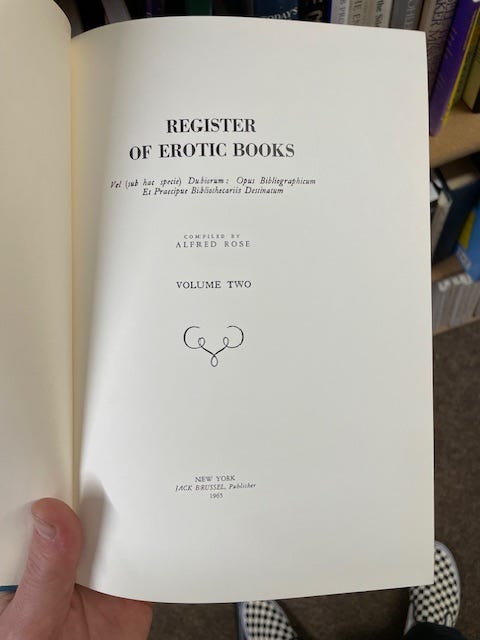 REGISTER
OF EROTIC BOOKS
Vel (sub hac specie) Dubiorum: Opus Bibliographicum
Et Praecipue Bibliothecariis Destinatum
COMPILED BY
ALFRED ROSE
VOLUME TWO
NEW YORK
JACK BRUSSEL, Publisher
1965